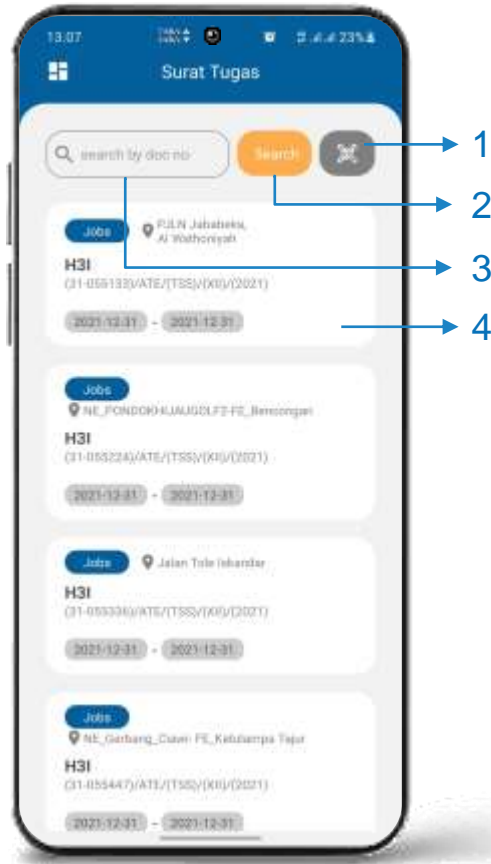 13.07
23%
Surat Tugas
search by doc no
Search
1
2
3
4
Jobs
PJLN Jababeka,
Al Wathoniyah
H3I
(31-055133)/ATE/(TSS)/(XII)/(2021)
2021-12-31 - 2021-12-31
Jobs
H3I
(31-055224)/ATE/(TSS)/(XII)/(2021)
2021-12-31 - 2021-12-31
Jobs
Jalan Tole Iskandar
H3I
(31-055336)/ATE/(TSS)/(XII)/(2021)
2021-12-31 - 2021-12-31
Jobs
NE_Garbang_Ciawi- FE_Katulampa Tajur
H3I
(31-055447)/ATE/(TSS)/(XII)/(2021)
2021-12-31 - 2021-12-31